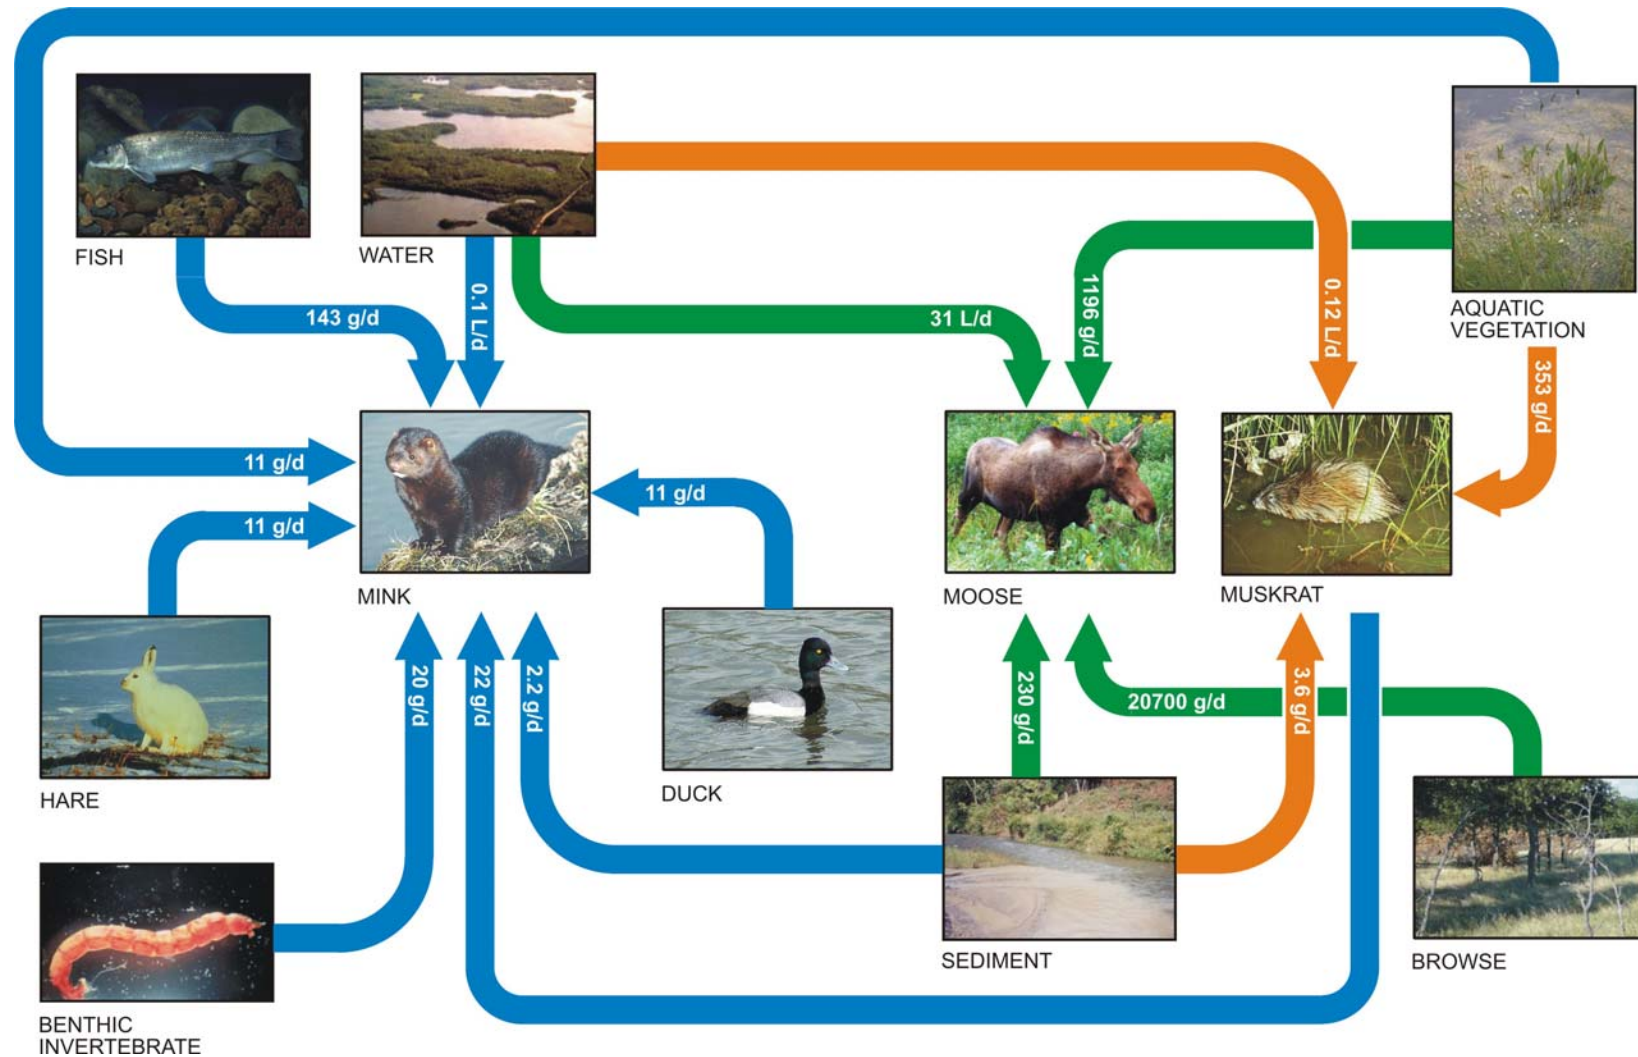 FISH
WATER
AQUATIC
VEGETATION
143 g/d
0.1 L/d
31 L/d
1196 g/d
0.12 L/d
353 g/d
11 g/d
11 g/d
11 g/d
MINK
MOOSE
MUSKRAT
20 g/d
22 g/d
2.2 g/d
230 g/d
20700 g/d
3.6 g/d
HARE
DUCK
SEDIMENT
BROWSE
BENTHIC
INVERTEBRATE